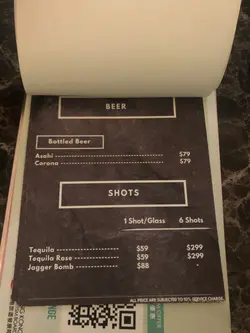 BEER
Bottled Beer
Asahi ------------------------------------ $79
Corona ---------------------------------- $79
SHOTS
1 Shot/Glass 6 Shots
Tequila ---------------------- $59 $299
Tequila Rose --------------- $59 $299
Jagger Bomb --------------- $88 -
ALL PRICE ARE SUBJECTED TO 10% SERVICE CHARGE